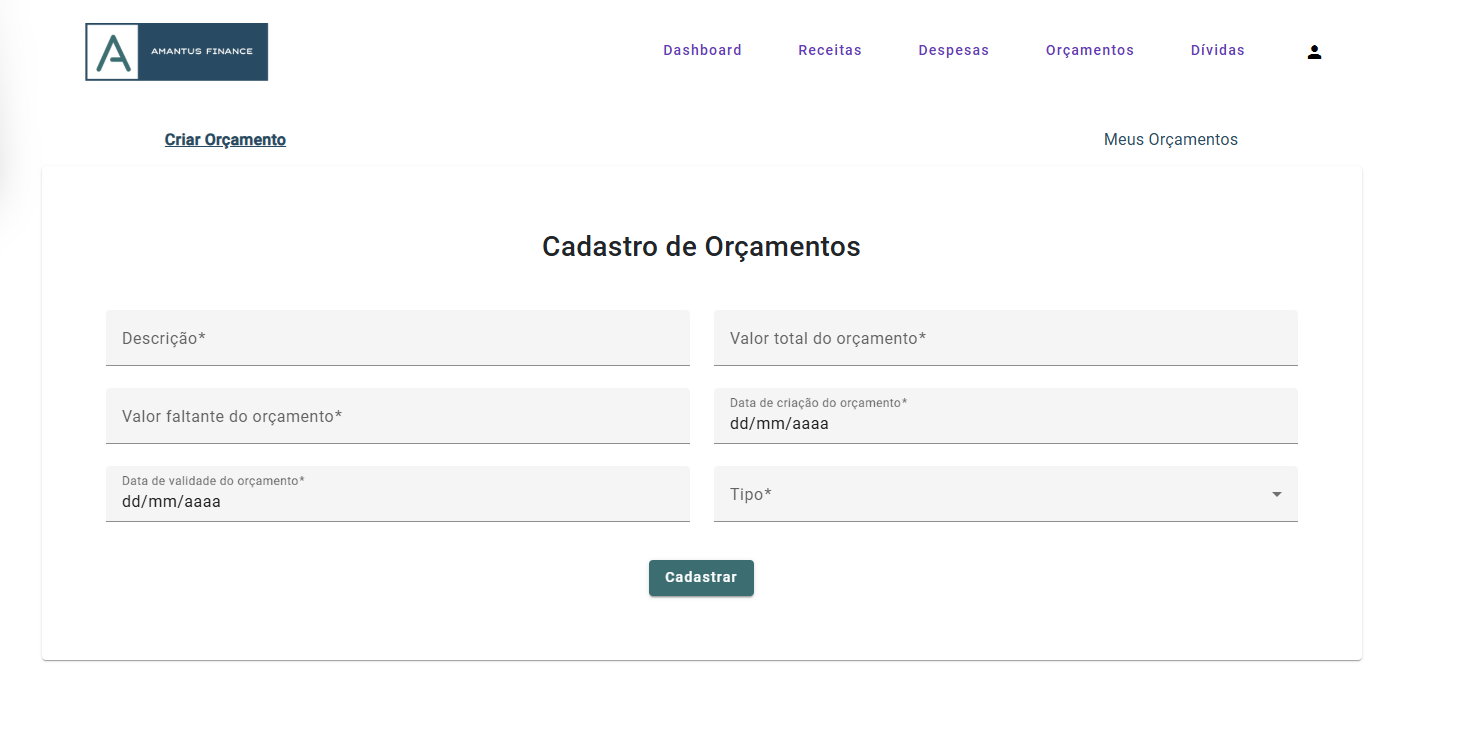 AMANTUS FINANCE
Dashboard Receitas Despesas Orçamentos Dívidas
Criar Orçamento Meus Orçamentos
Cadastro de Orçamentos
Descrição* Valor total do orçamento*
Valor faltante do orçamento* Data de criação do orçamento*
dd/mm/aaaa
Data de validade do orçamento*
dd/mm/aaaa
Tipo*
Cadastrar